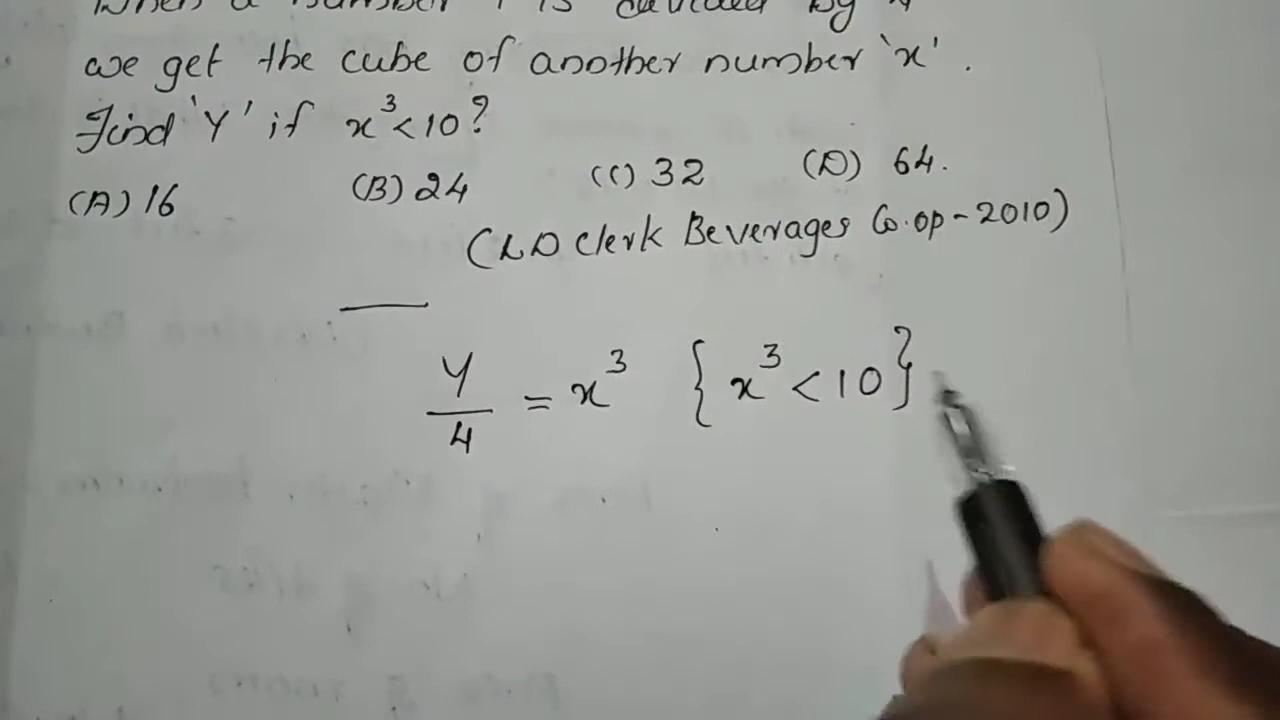 we get the cube of another number 'x'.
Find 'Y' if x³<10?
(A) 16 (B) 24 (C) 32 (D) 64.
(LD Clerk Beverages Co.op-2010)
Y/4 = x³ {x³<10}